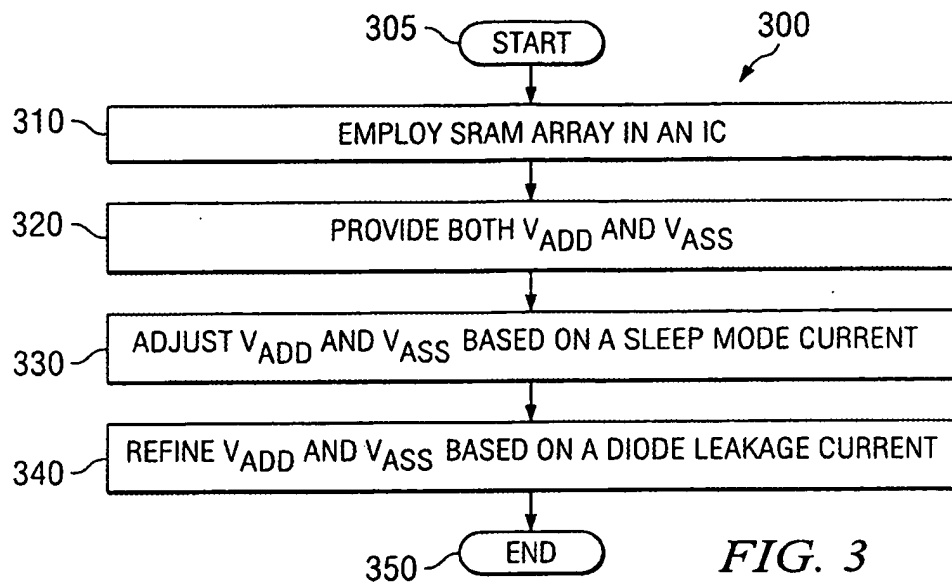 305
START
300
310
EMPLOY SRAM ARRAY IN AN IC
320
PROVIDE BOTH VADD AND VASS
330
ADJUST VADD AND VASS BASED ON A SLEEP MODE CURRENT
340
REFINE VADD AND VASS BASED ON A DIODE LEAKAGE CURRENT
350
END
FIG. 3